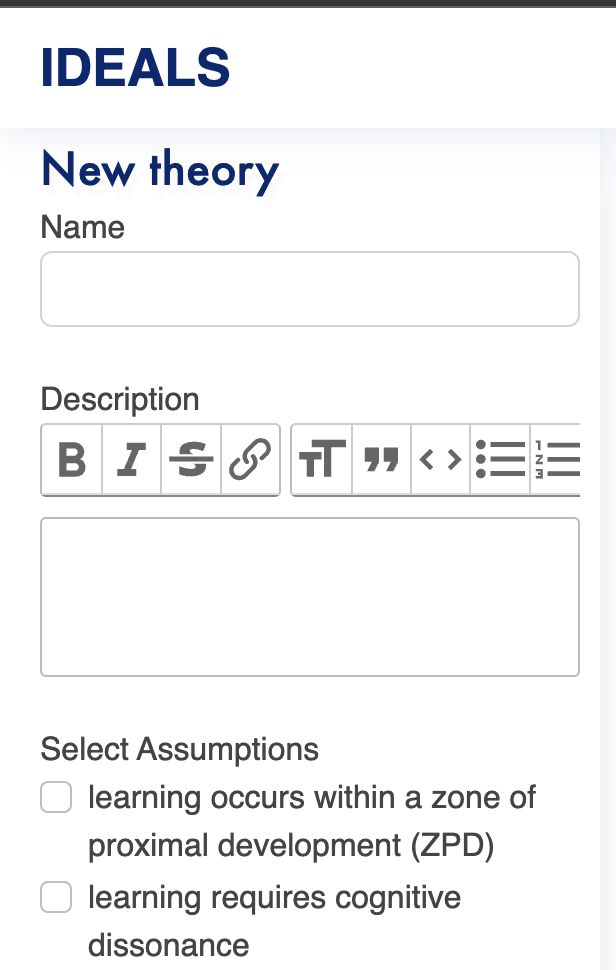 IDEALS
New theory
Name
Description
Select Assumptions
learning occurs within a zone of
proximal development (ZPD)
learning requires cognitive
dissonance